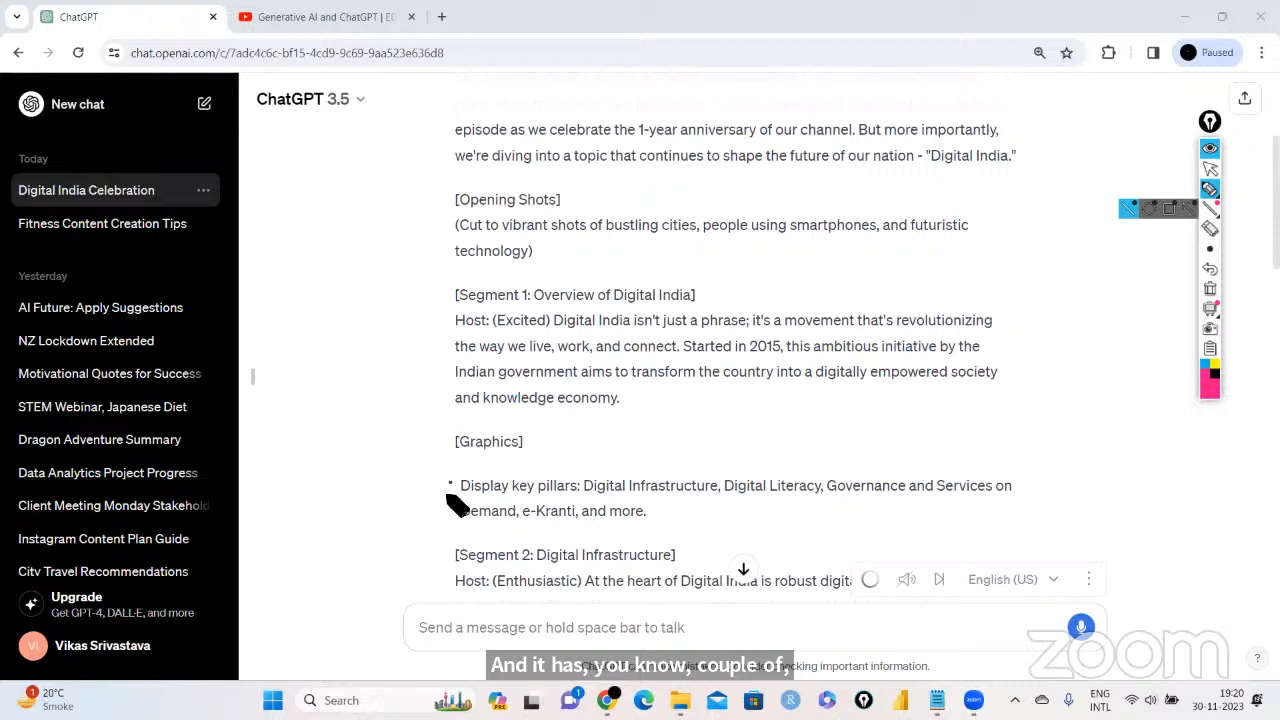 ChatGPT
Generative AI and ChatGPT | ED
chat.openai.com/c/7adc4c6c-bf15-4cd9-9c69-9aa523e636d8
Paused
New chat
ChatGPT 3.5
Today
Digital India Celebration
Fitness Content Creation Tips
Yesterday
AI Future: Apply Suggestions
NZ Lockdown Extended
Motivational Quotes for Success
STEM Webinar, Japanese Diet
Dragon Adventure Summary
Data Analytics Project Progress
Client Meeting Monday Stakehold
Instagram Content Plan Guide
City Travel Recommendations
Upgrade
Get GPT-4, DALL·E, and more
VI
Vikas Srivastava
episode as we celebrate the 1-year anniversary of our channel. But more importantly,
we're diving into a topic that continues to shape the future of our nation - "Digital India."
[Opening Shots]
(Cut to vibrant shots of bustling cities, people using smartphones, and futuristic
technology)
[Segment 1: Overview of Digital India]
Host: (Excited) Digital India isn't just a phrase; it's a movement that's revolutionizing
the way we live, work, and connect. Started in 2015, this ambitious initiative by the
Indian government aims to transform the country into a digitally empowered society
and knowledge economy.
[Graphics]
• Display key pillars: Digital Infrastructure, Digital Literacy, Governance and Services on
Demand, e-Kranti, and more.
[Segment 2: Digital Infrastructure]
Host: (Enthusiastic) At the heart of Digital India is robust digita
English (US)
Send a message or hold space bar to talk
And it has, you know, couple of,
checking important information.
zoom
?
1
20°C
Smoke
Search
1
R
zoom
ENG
INTL
19:20
30-11-2023